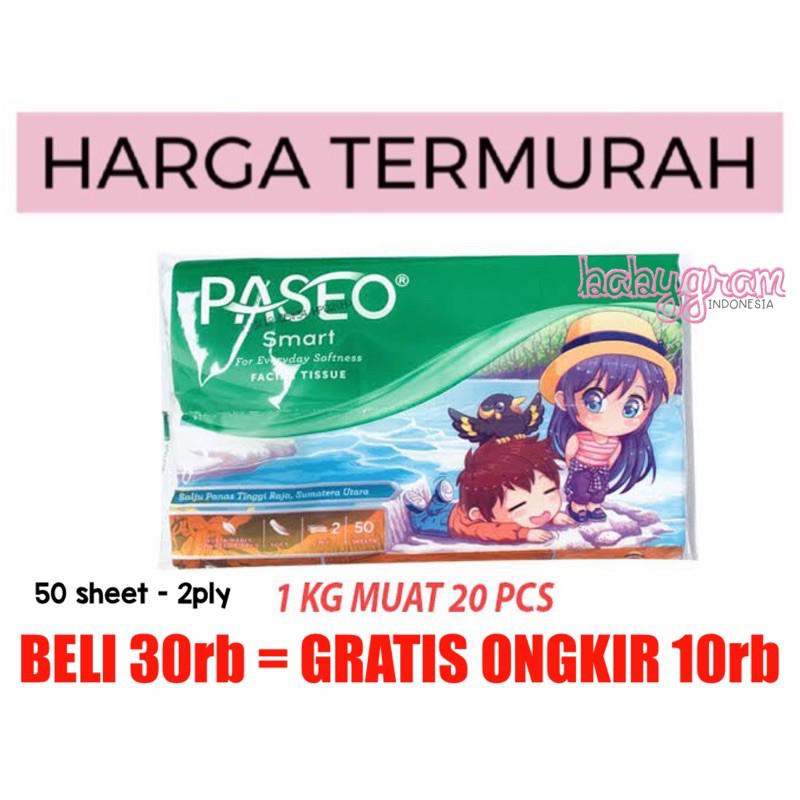 HARGA TERMURAH
babygram
INDONESIA
PASEO®
Smart
For Everyday Softness
FACIAL TISSUE
Salju Panas Tinggi Raja, Sumatera Utara
2
50
50 sheet - 2ply
1 KG MUAT 20 PCS
BELI 30rb = GRATIS ONGKIR 10rb